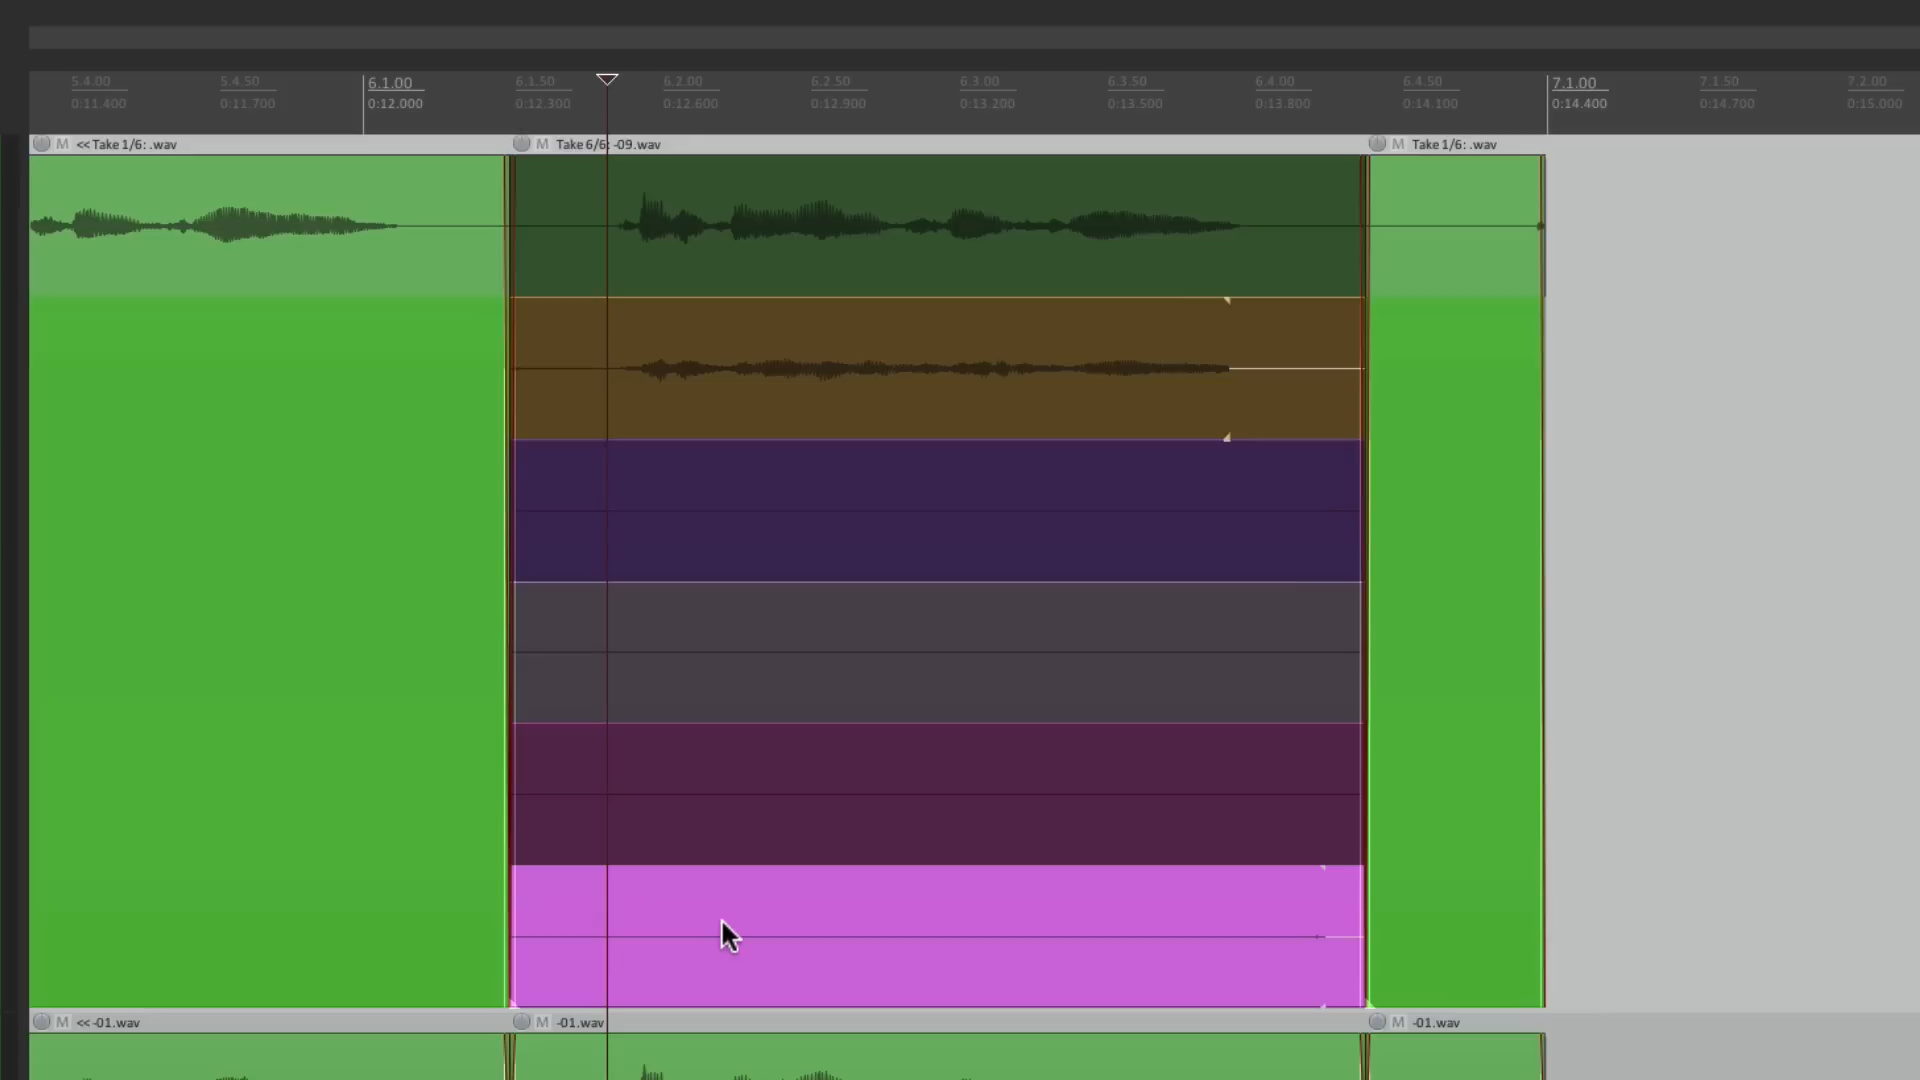 5.4.00 5.4.50 6.1.00 6.1.50 6.2.00 6.2.50 6.3.00 6.3.50 6.4.00 6.4.50 7.1.00 7.1.50 7.2.00
0:11.400 0:11.700 0:12.000 0:12.300 0:12.600 0:12.900 0:13.200 0:13.500 0:13.800 0:14.100 0:14.400 0:14.700 0:15.000
M << Take 1/6: .wav M Take 6/6: -09.wav M Take 1/6: .wav
M << -01.wav M -01.wav M -01.wav